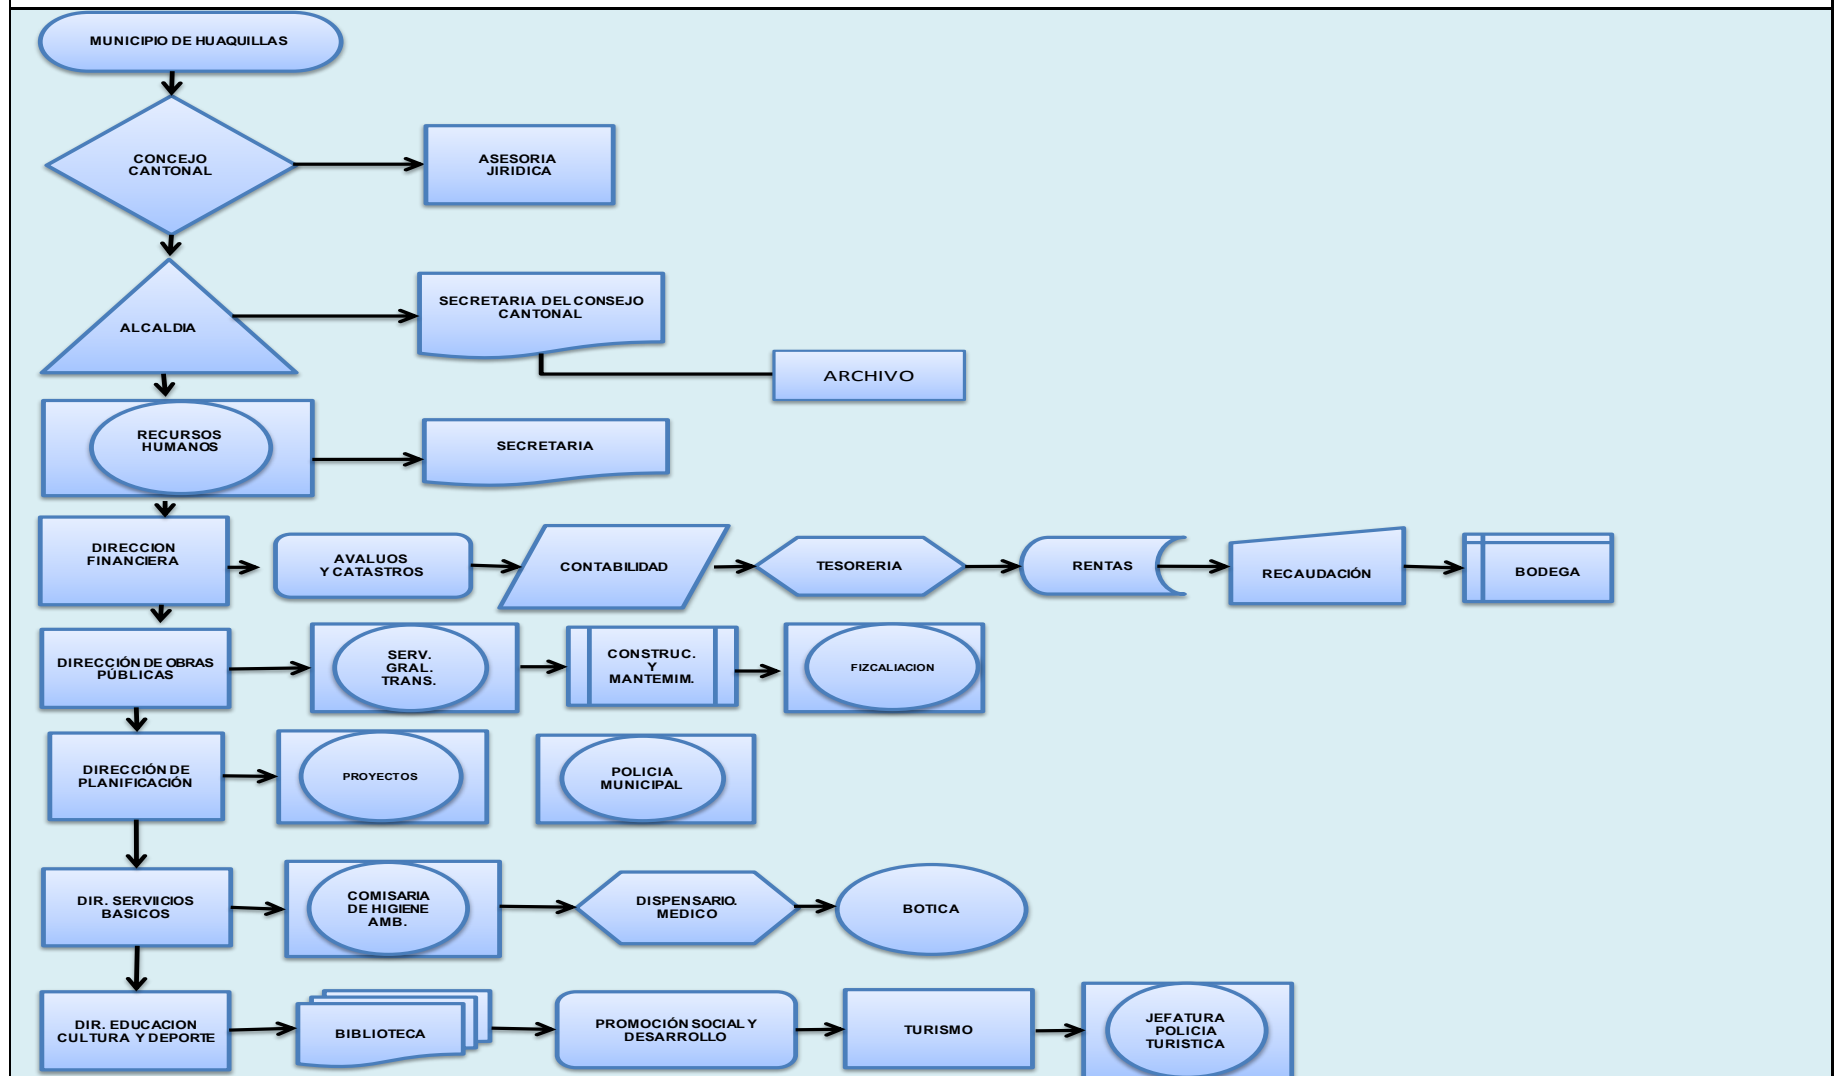 MUNICIPIO DE HUAQUILLAS
CONCEJO
CANTONAL
ASESORIA
JIRIDICA
ALCALDIA
SECRETARIA DEL CONSEJO
CANTONAL
ARCHIVO
RECURSOS
HUMANOS
SECRETARIA
DIRECCION
FINANCIERA
AVALUOS
Y CATASTROS
CONTABILIDAD
TESORERIA
RENTAS
RECAUDACIÓN
BODEGA
DIRECCIÓN DE OBRAS
PÚBLICAS
SERV.
GRAL.
TRANS.
CONSTRUC.
Y
MANTEMIM.
FIZCALIACION
DIRECCIÓN DE
PLANIFICACIÓN
PROYECTOS
POLICIA
MUNICIPAL
DIR. SERVIICIOS
BASICOS
COMISARIA
DE HIGIENE
AMB.
DISPENSARIO.
MEDICO
BOTICA
DIR. EDUCACION
CULTURA Y DEPORTE
BIBLIOTECA
PROMOCIÓN SOCIAL Y
DESARROLLO
TURISMO
JEFATURA
POLICIA
TURISTICA